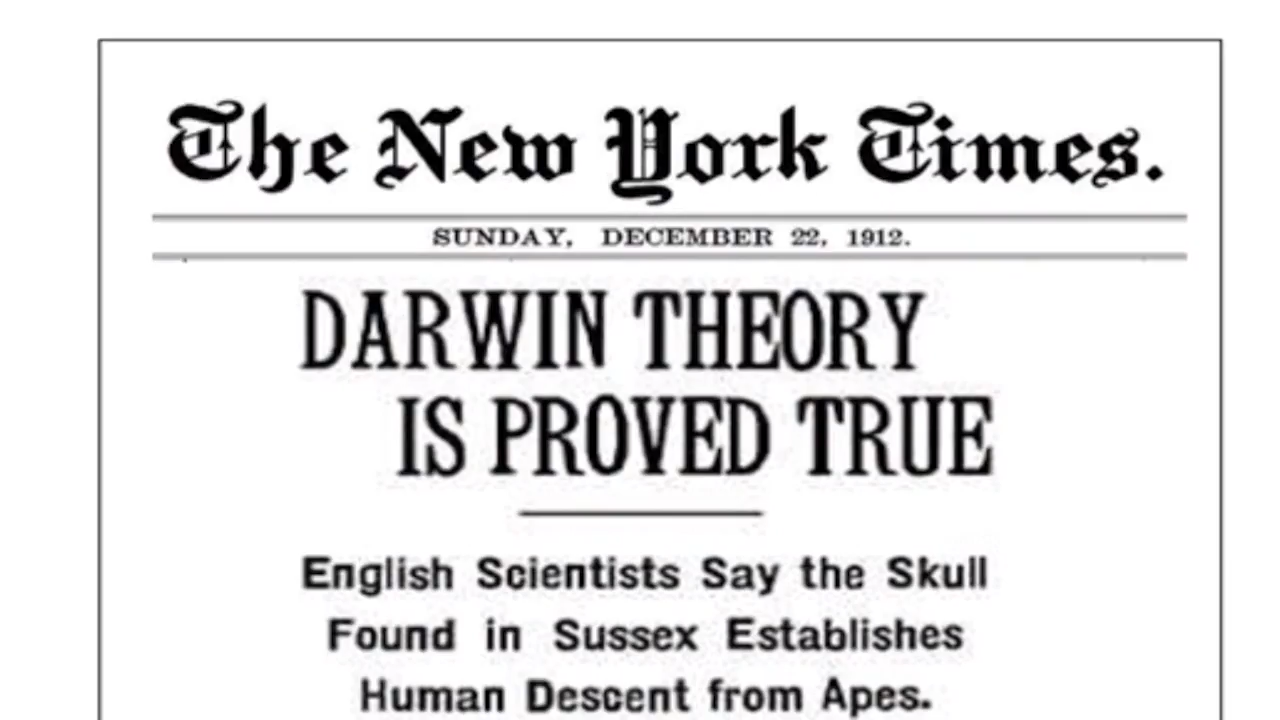 The New York Times.
SUNDAY, DECEMBER 22, 1912.
DARWIN THEORY
IS PROVED TRUE
English Scientists Say the Skull
Found in Sussex Establishes
Human Descent from Apes.